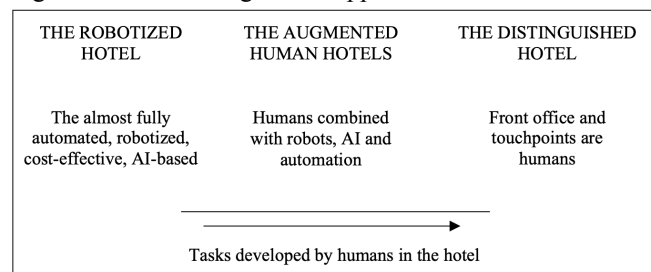 THE ROBOTIZED
HOTEL
THE AUGMENTED
HUMAN HOTELS
THE DISTINGUISHED
HOTEL
The almost fully
automated, robotized,
cost-effective, AI-based
Humans combined
with robots, AI and
automation
Front office and
touchpoints are
humans
Tasks developed by humans in the hotel